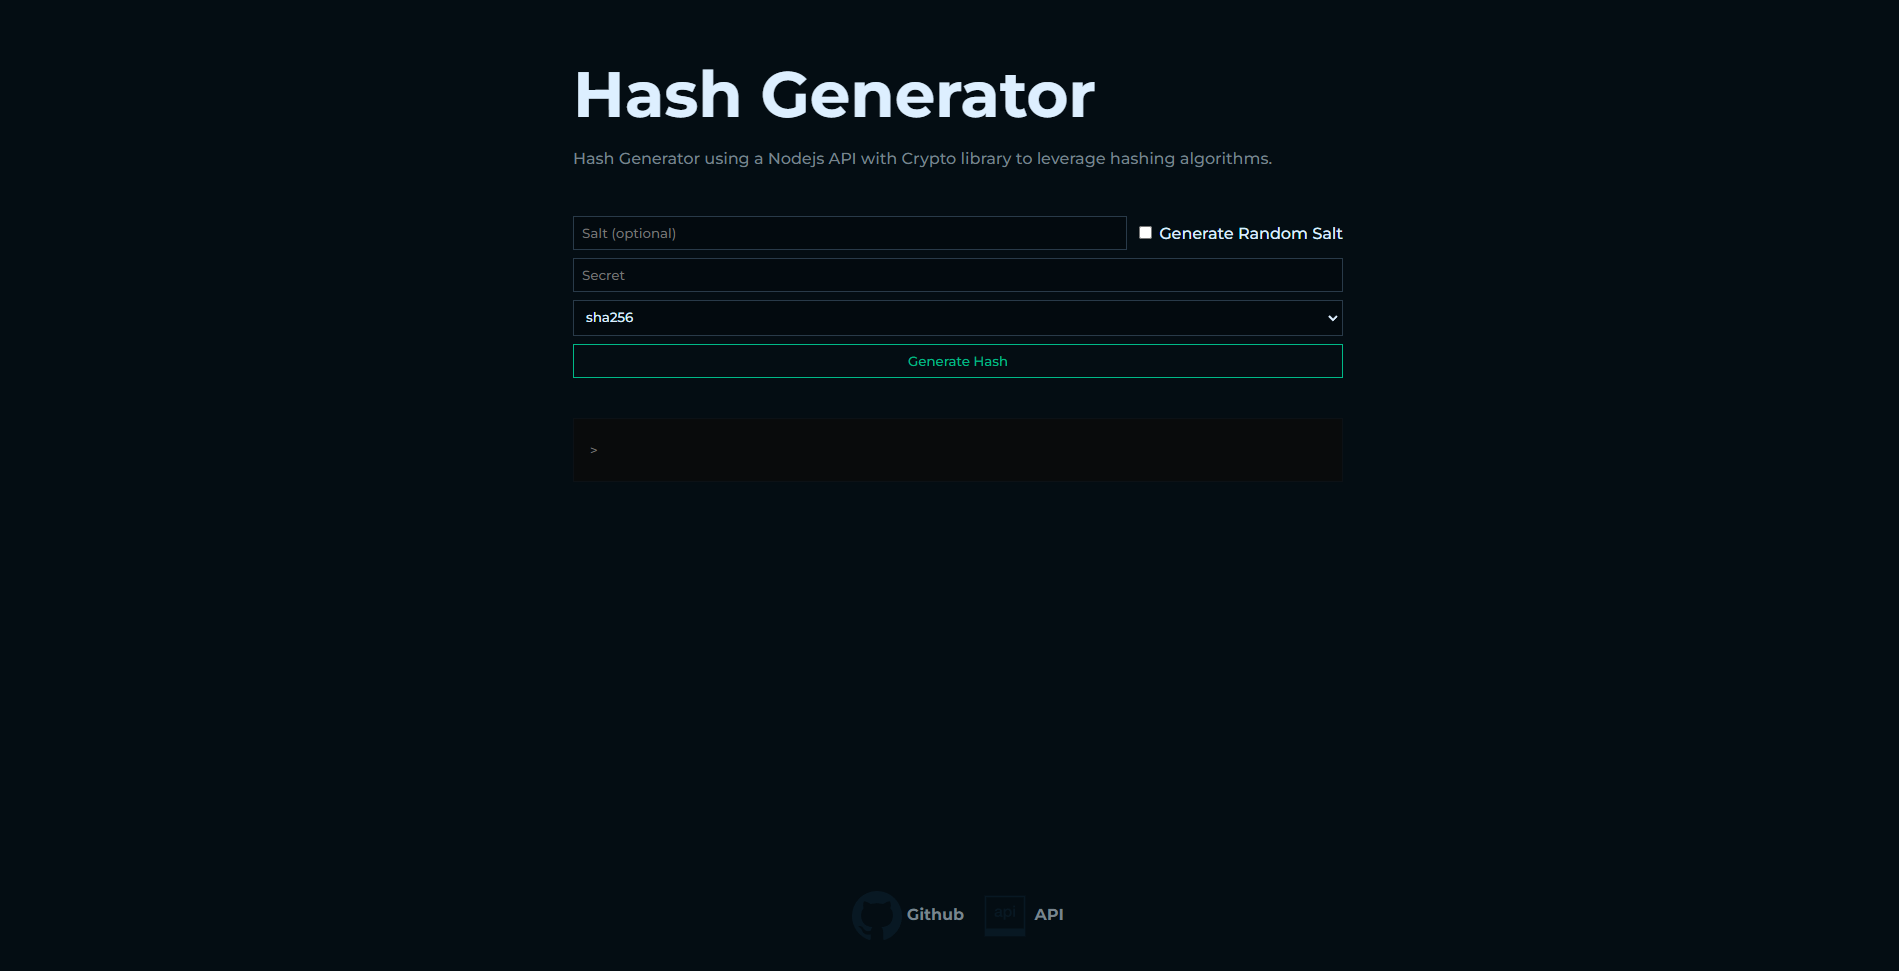 Hash Generator
Hash Generator using a Nodejs API with Crypto library to leverage hashing algorithms.
Salt (optional)
Generate Random Salt
Secret
sha256
Generate Hash
>
Github
api
API